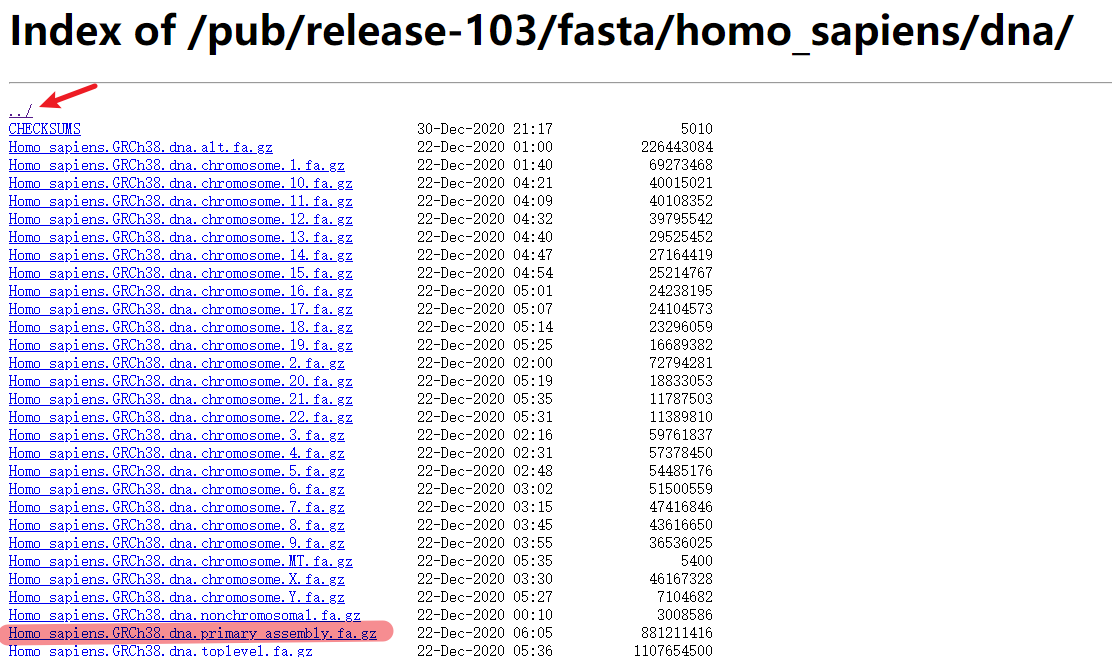 Index of /pub/release-103/fasta/homo_sapiens/dna/
../
CHECKSUMS 30-Dec-2020 21:17 5010
Homo_sapiens.GRCh38.dna.alt.fa.gz 22-Dec-2020 01:00 226443084
Homo_sapiens.GRCh38.dna.chromosome.1.fa.gz 22-Dec-2020 01:40 69273468
Homo_sapiens.GRCh38.dna.chromosome.10.fa.gz 22-Dec-2020 04:21 40015021
Homo_sapiens.GRCh38.dna.chromosome.11.fa.gz 22-Dec-2020 04:09 40108352
Homo_sapiens.GRCh38.dna.chromosome.12.fa.gz 22-Dec-2020 04:32 39795542
Homo_sapiens.GRCh38.dna.chromosome.13.fa.gz 22-Dec-2020 04:40 29525452
Homo_sapiens.GRCh38.dna.chromosome.14.fa.gz 22-Dec-2020 04:47 27164419
Homo_sapiens.GRCh38.dna.chromosome.15.fa.gz 22-Dec-2020 04:54 25214767
Homo_sapiens.GRCh38.dna.chromosome.16.fa.gz 22-Dec-2020 05:01 24238195
Homo_sapiens.GRCh38.dna.chromosome.17.fa.gz 22-Dec-2020 05:07 24104573
Homo_sapiens.GRCh38.dna.chromosome.18.fa.gz 22-Dec-2020 05:14 23296059
Homo_sapiens.GRCh38.dna.chromosome.19.fa.gz 22-Dec-2020 05:25 16689382
Homo_sapiens.GRCh38.dna.chromosome.2.fa.gz 22-Dec-2020 02:00 72794281
Homo_sapiens.GRCh38.dna.chromosome.20.fa.gz 22-Dec-2020 05:19 18833053
Homo_sapiens.GRCh38.dna.chromosome.21.fa.gz 22-Dec-2020 05:35 11787503
Homo_sapiens.GRCh38.dna.chromosome.22.fa.gz 22-Dec-2020 05:31 11389810
Homo_sapiens.GRCh38.dna.chromosome.3.fa.gz 22-Dec-2020 02:16 59761837
Homo_sapiens.GRCh38.dna.chromosome.4.fa.gz 22-Dec-2020 02:31 57378450
Homo_sapiens.GRCh38.dna.chromosome.5.fa.gz 22-Dec-2020 02:48 54485176
Homo_sapiens.GRCh38.dna.chromosome.6.fa.gz 22-Dec-2020 03:02 51500559
Homo_sapiens.GRCh38.dna.chromosome.7.fa.gz 22-Dec-2020 03:15 47416846
Homo_sapiens.GRCh38.dna.chromosome.8.fa.gz 22-Dec-2020 03:45 43616650
Homo_sapiens.GRCh38.dna.chromosome.9.fa.gz 22-Dec-2020 03:55 36536025
Homo_sapiens.GRCh38.dna.chromosome.MT.fa.gz 22-Dec-2020 05:35 5400
Homo_sapiens.GRCh38.dna.chromosome.X.fa.gz 22-Dec-2020 03:30 46167328
Homo_sapiens.GRCh38.dna.chromosome.Y.fa.gz 22-Dec-2020 05:27 7104682
Homo_sapiens.GRCh38.dna.nonchromosomal.fa.gz 22-Dec-2020 00:10 3008586
Homo_sapiens.GRCh38.dna.primary_assembly.fa.gz 22-Dec-2020 06:05 881211416
Homo_sapiens.GRCh38.dna.toplevel.fa.gz 22-Dec-2020 05:36 1107654500